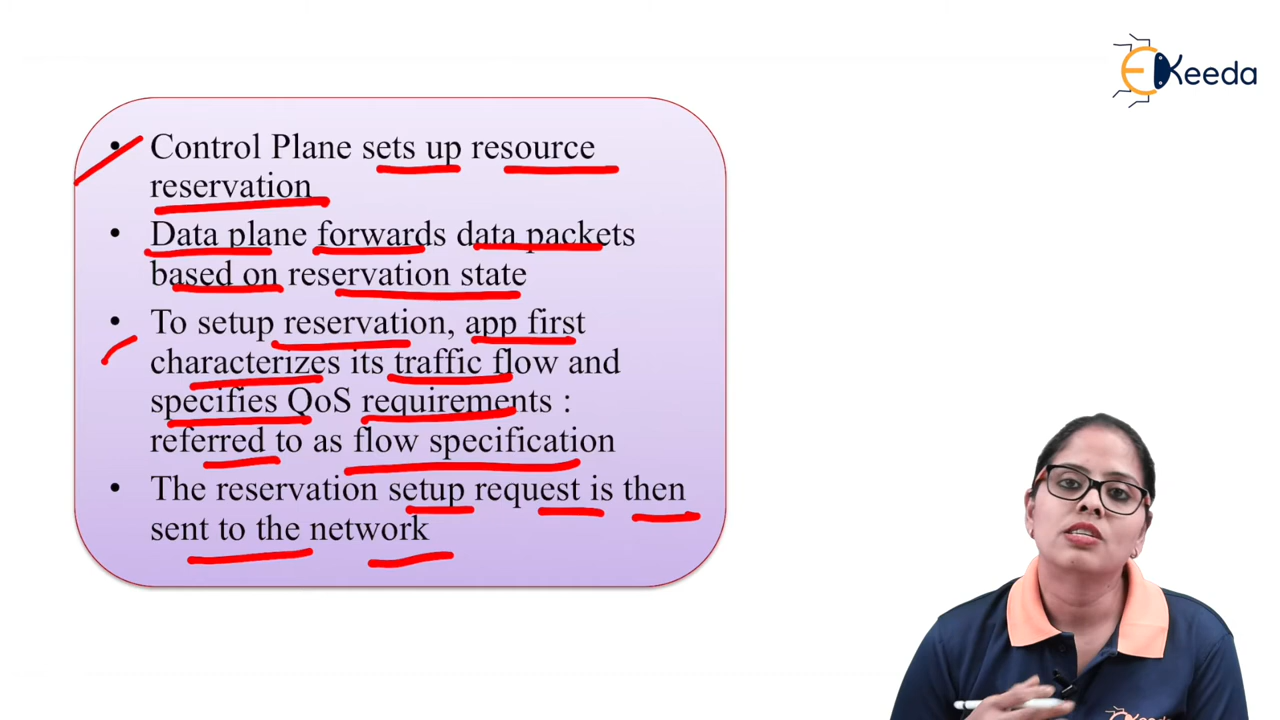 EKeeda
• Control Plane sets up resource
reservation
• Data plane forwards data packets
based on reservation state
• To setup reservation, app first
characterizes its traffic flow and
specifies QoS requirements :
referred to as flow specification
• The reservation setup request is then
sent to the network